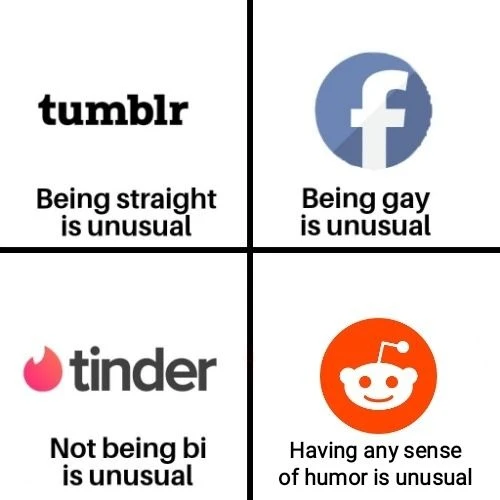 tumblr
Being straight
is unusual
f
Being gay
is unusual
tinder
Not being bi
is unusual
Having any sense
of humor is unusual